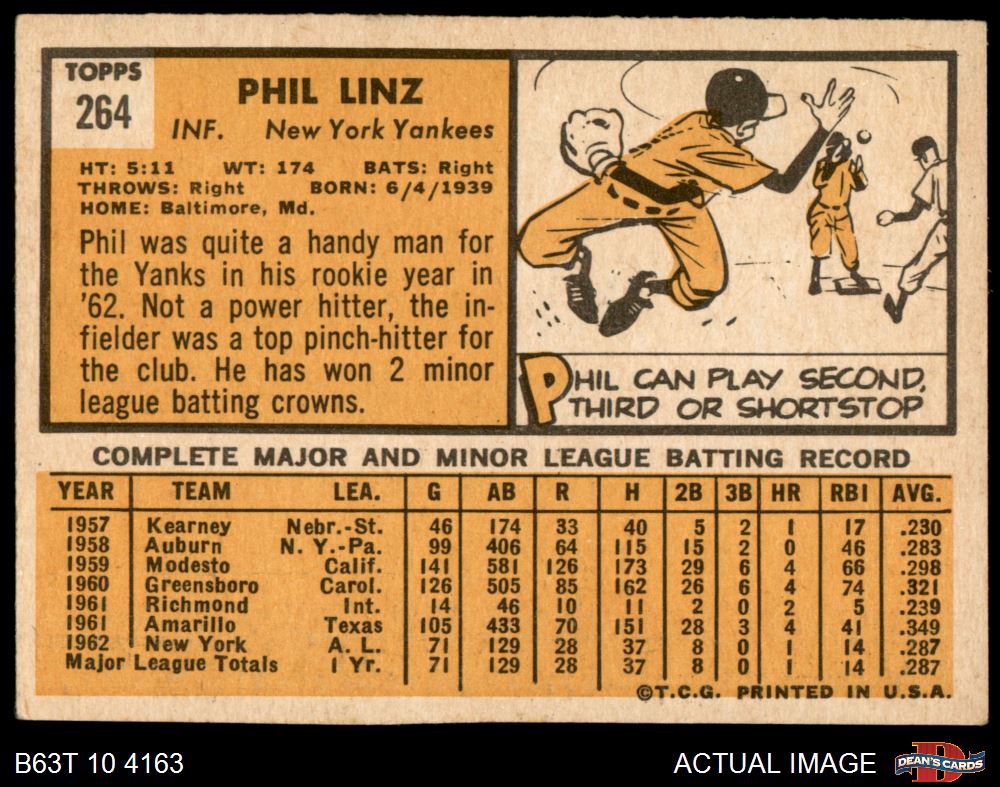 TOPPS
264
PHIL LINZ
INF. New York Yankees
HT: 5:11 WT: 174 BATS: Right
THROWS: Right BORN: 6/4/1939
HOME: Baltimore, Md.
Phil was quite a handy man for
the Yanks in his rookie year in
'62. Not a power hitter, the in-
fielder was a top pinch-hitter for
the club. He has won 2 minor
league batting crowns.
PHIL CAN PLAY SECOND,
THIRD OR SHORTSTOP
COMPLETE MAJOR AND MINOR LEAGUE BATTING RECORD
YEAR TEAM LEA. G AB R H 2B 3B HR RBI AVG.
1957 Kearney Nebr.-St. 46 174 33 40 5 2 1 17 .230
1958 Auburn N. Y.-Pa. 99 406 64 115 15 2 0 46 .283
1959 Modesto Calif. 141 581 126 173 29 6 4 66 .298
1960 Greensboro Carol. 126 505 85 162 26 6 4 74 .321
1961 Richmond Int. 14 46 10 11 2 0 2 5 .239
1961 Amarillo Texas 105 433 70 151 28 3 4 41 .349
1962 New York A. L. 71 129 28 37 8 0 1 14 .287
Major League Totals 1 Yr. 71 129 28 37 8 0 1 14 .287
©T.C.G. PRINTED IN U.S.A.
B63T 10 4163
ACTUAL IMAGE
D
DEAN'S CARDS